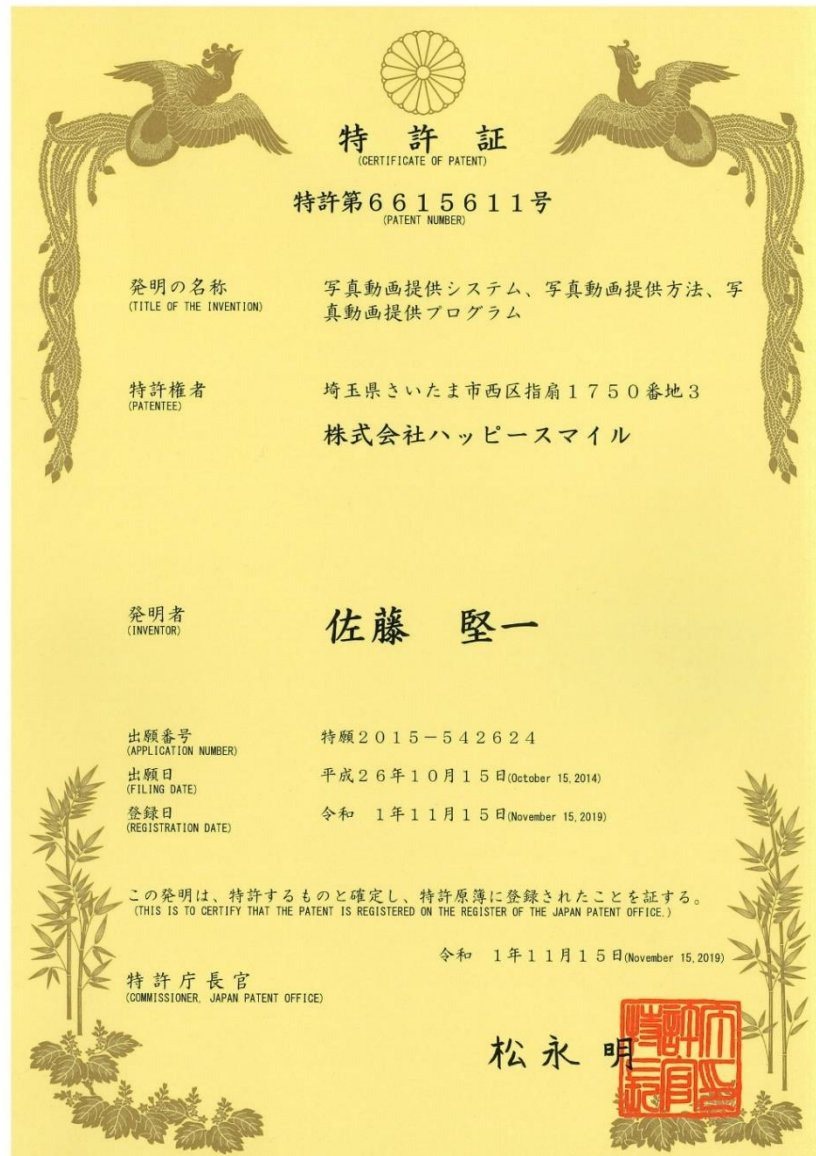 特許証
(CERTIFICATE OF PATENT)
特許第６６１５６１１号
(PATENT NUMBER)
発明の名称
(TITLE OF THE INVENTION)
写真動画提供システム、写真動画提供方法、写
真動画提供プログラム
特許権者
(PATENTEE)
埼玉県さいたま市西区指扇１７５０番地３
株式会社ハッピースマイル
発明者
(INVENTOR)
佐藤　堅一
出願番号
(APPLICATION NUMBER)
特願２０１５－５４２６２４
出願日
(FILING DATE)
平成２６年１０月１５日(October 15, 2014)
登録日
(REGISTRATION DATE)
令和　１年１１月１５日(November 15, 2019)
この発明は、特許するものと確定し、特許原簿に登録されたことを証する。
(THIS IS TO CERTIFY THAT THE PATENT IS REGISTERED ON THE REGISTER OF THE JAPAN PATENT OFFICE.)
令和　１年１１月１５日(November 15, 2019)
特許庁長官
(COMMISSIONER, JAPAN PATENT OFFICE)
松永　明